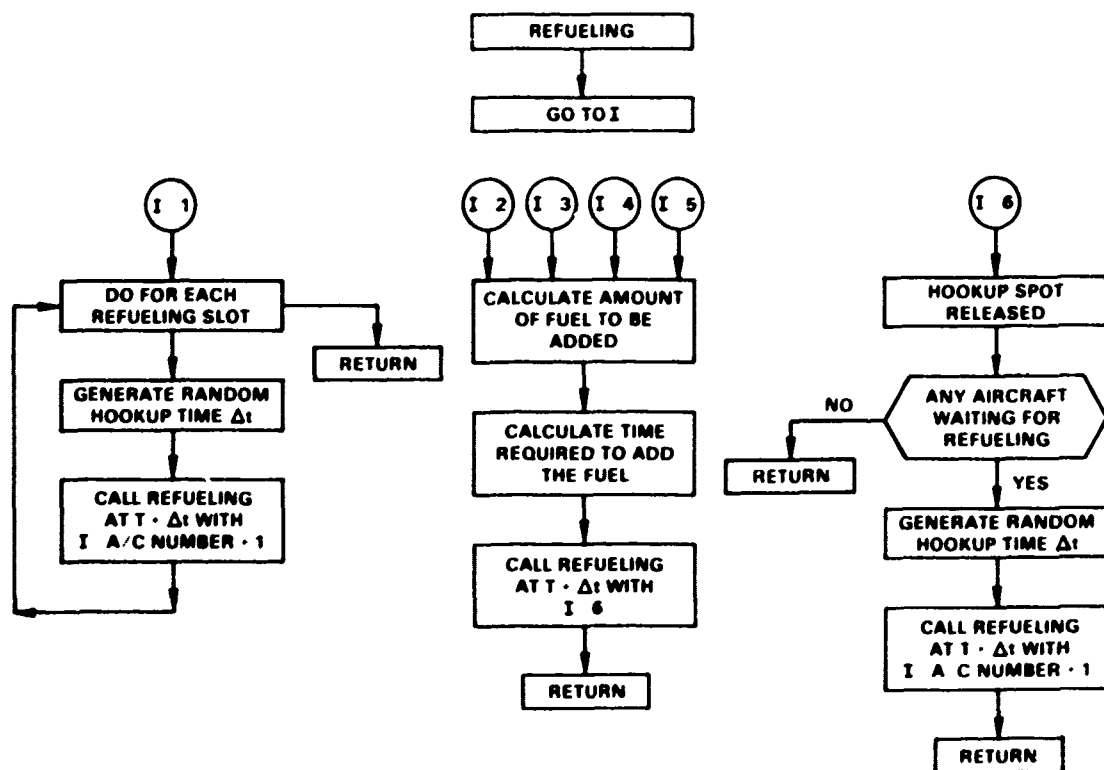 REFUELING
GO TO I
I 1
DO FOR EACH
REFUELING SLOT
RETURN
GENERATE RANDOM
HOOKUP TIME Δt
CALL REFUELING
AT T · Δt WITH
I A/C NUMBER · 1
I 2
I 3
I 4
I 5
CALCULATE AMOUNT
OF FUEL TO BE
ADDED
CALCULATE TIME
REQUIRED TO ADD
THE FUEL
CALL REFUELING
AT T · Δt WITH
I 6
RETURN
I 6
HOOKUP SPOT
RELEASED
ANY AIRCRAFT
WAITING FOR
REFUELING
NO
RETURN
YES
GENERATE RANDOM
HOOKUP TIME Δt
CALL REFUELING
AT T · Δt WITH
I A C NUMBER · 1
RETURN